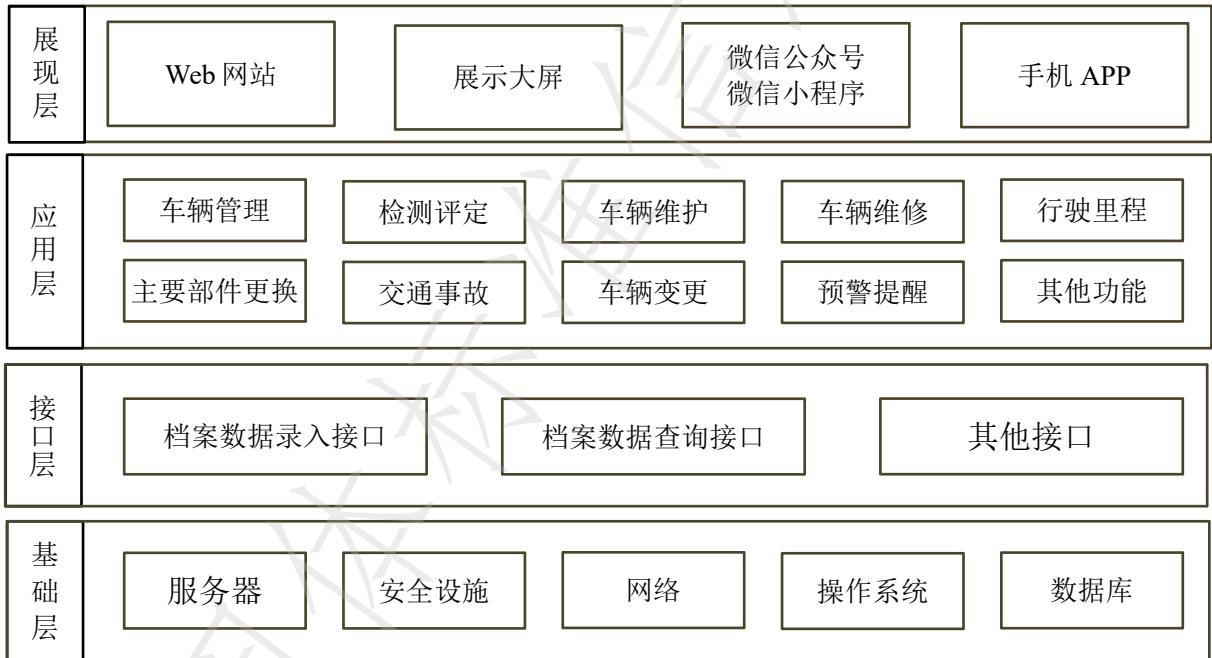 展现层
Web 网站
展示大屏
微信公众号
微信小程序
手机 APP
应用层
车辆管理
检测评定
车辆维护
车辆维修
行驶里程
主要部件更换
交通事故
车辆变更
预警提醒
其他功能
接口层
档案数据录入接口
档案数据查询接口
其他接口
基础层
服务器
安全设施
网络
操作系统
数据库
体标准信